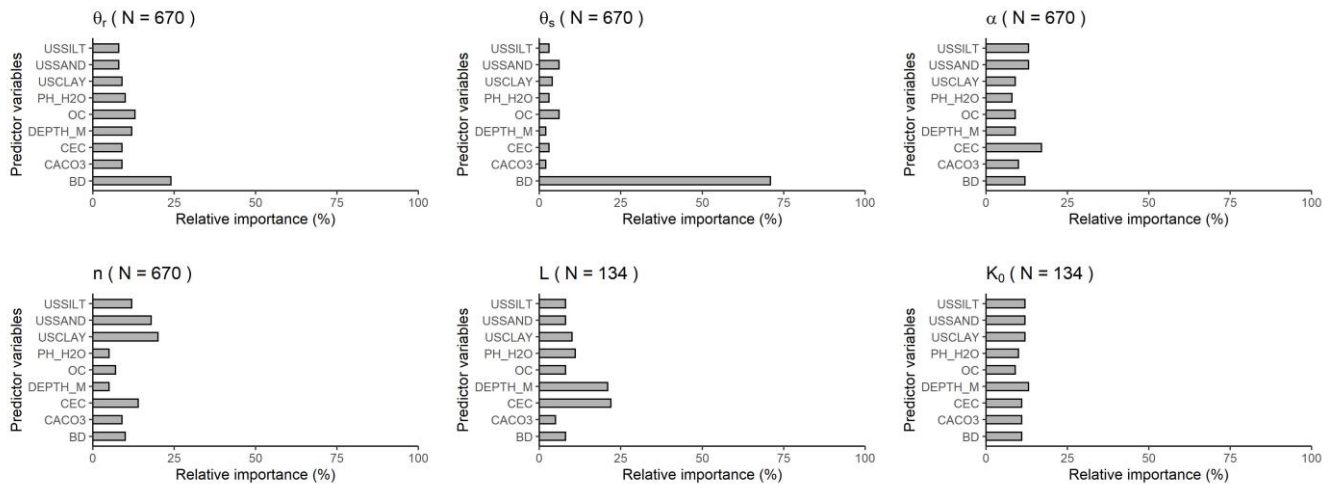 θr ( N = 670 )
Predictor variables
USSILT
USSAND
USCLAY
PH_H2O
OC
DEPTH_M
CEC
CACO3
BD
0 25 50 75 100
Relative importance (%)
θs ( N = 670 )
Predictor variables
USSILT
USSAND
USCLAY
PH_H2O
OC
DEPTH_M
CEC
CACO3
BD
0 25 50 75 100
Relative importance (%)
α ( N = 670 )
Predictor variables
USSILT
USSAND
USCLAY
PH_H2O
OC
DEPTH_M
CEC
CACO3
BD
0 25 50 75 100
Relative importance (%)
n ( N = 670 )
Predictor variables
USSILT
USSAND
USCLAY
PH_H2O
OC
DEPTH_M
CEC
CACO3
BD
0 25 50 75 100
Relative importance (%)
L ( N = 134 )
Predictor variables
USSILT
USSAND
USCLAY
PH_H2O
OC
DEPTH_M
CEC
CACO3
BD
0 25 50 75 100
Relative importance (%)
K0 ( N = 134 )
Predictor variables
USSILT
USSAND
USCLAY
PH_H2O
OC
DEPTH_M
CEC
CACO3
BD
0 25 50 75 100
Relative importance (%)